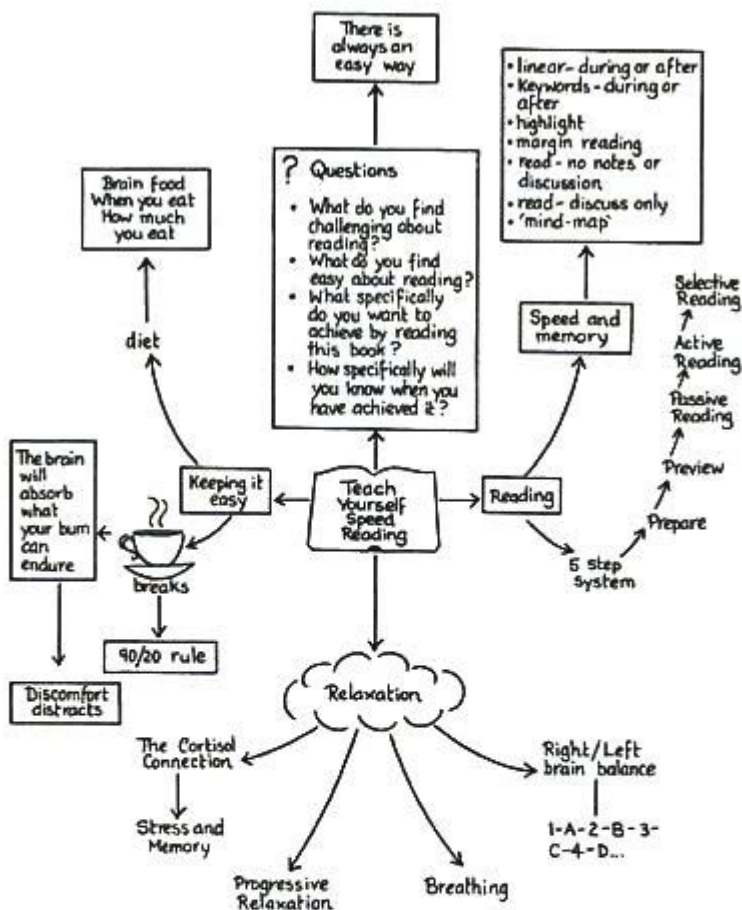 There is
always an
easy way
• linear- during or after
• Keywords - during or
after
• highlight
• margin reading
• read - no notes or
discussion
• read - discuss only
• 'mind-map'
? Questions
• What do you find
challenging about
reading?
• What do you find
easy about reading?
• What specifically
do you want to
achieve by reading
this book?
• How specifically will
you know when you
have achieved it?
Brain food
When you eat
How much
you eat
diet
Speed and
memory
Selective
Reading
Active
Reading
Passive
Reading
Preview
Prepare
5 step
system
Reading
Teach
Yourself
Speed
Reading
Keeping it
easy
The brain
will
absorb
what
your bum
can
endure
breaks
90/20 rule
Discomfort
distracts
Relaxation
The Cortisol
Connection
Stress and
Memory
Progressive
Relaxation
Breathing
Right/Left
brain balance
1-A-2-B-3-
C-4-D...